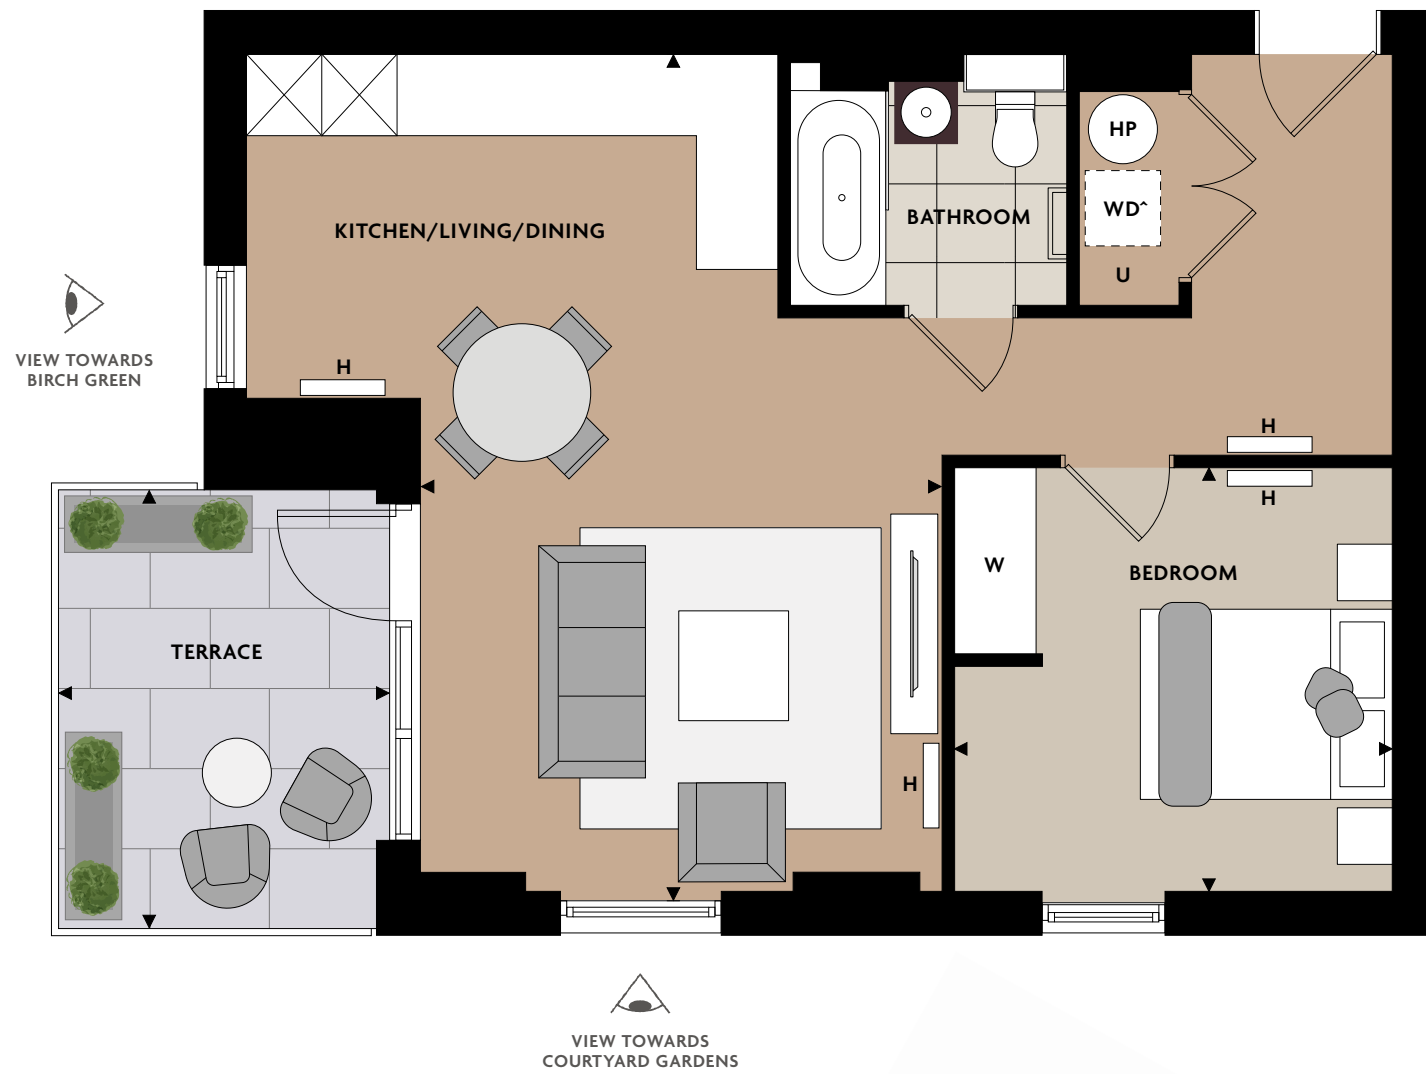 HP
WD^
U
BATHROOM
KITCHEN/LIVING/DINING
VIEW TOWARDS
BIRCH GREEN
H
H
H
W
BEDROOM
TERRACE
H
VIEW TOWARDS
COURTYARD GARDENS